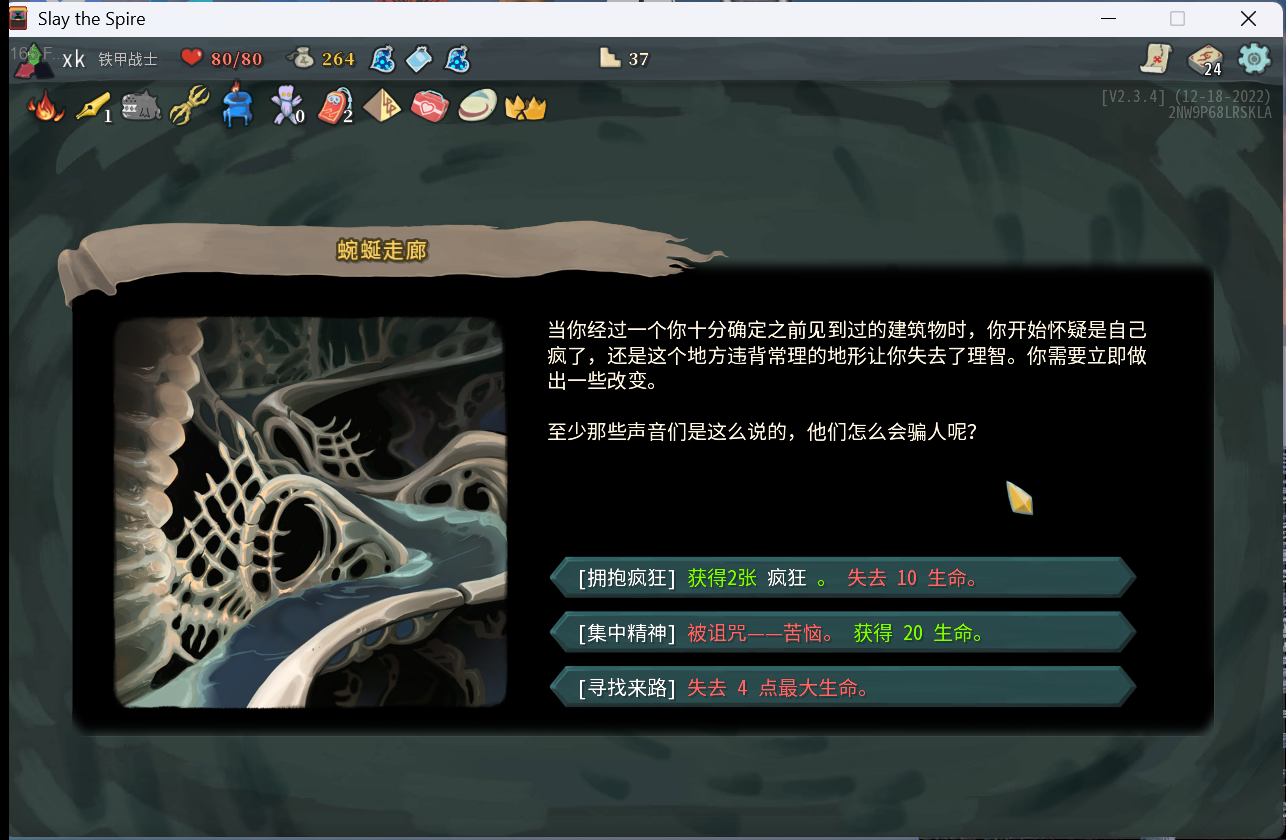 Slay the Spire
xk 铁甲战士 80/80 264 37 24
1 0 2
[V2.3.4] (12-18-2022)
2NW9P68LRSKLA
蜿蜒走廊
当你经过一个你十分确定之前见到过的建筑物时，你开始怀疑是自己
疯了，还是这个地方违背常理的地形让你失去了理智。你需要立即做
出一些改变。
至少那些声音们是这么说的，他们怎么会骗人呢？
[拥抱疯狂] 获得2张 疯狂 。 失去 10 生命。
[集中精神] 被诅咒——苦恼。 获得 20 生命。
[寻找来路] 失去 4 点最大生命。